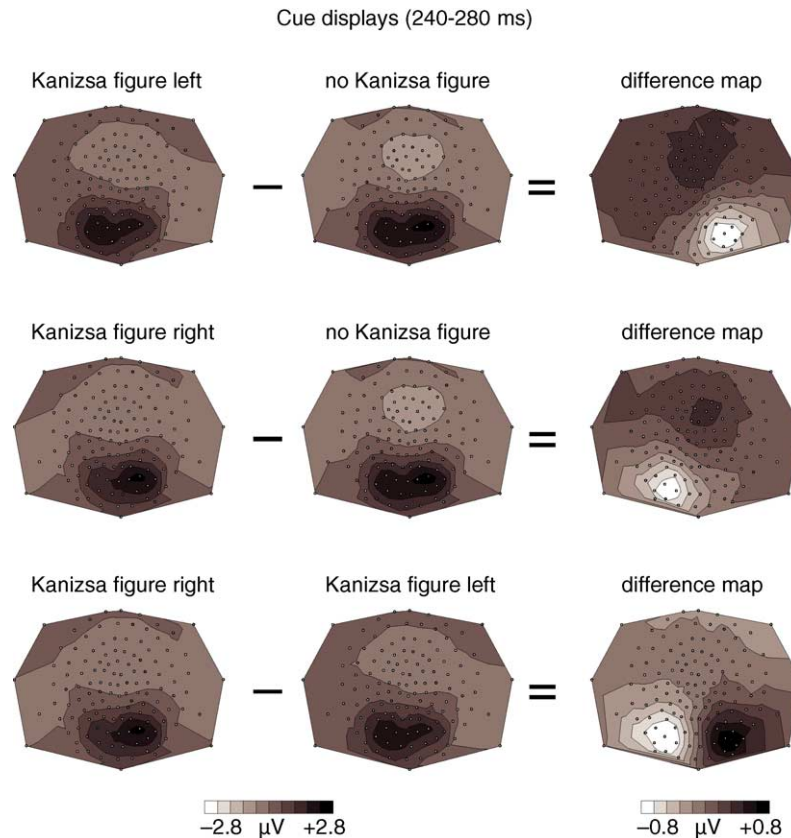 Cue displays (240-280 ms)
Kanizsa figure left
no Kanizsa figure
difference map
−
=
Kanizsa figure right
no Kanizsa figure
difference map
−
=
Kanizsa figure right
Kanizsa figure left
difference map
−
=
−2.8 µV +2.8
−0.8 µV +0.8